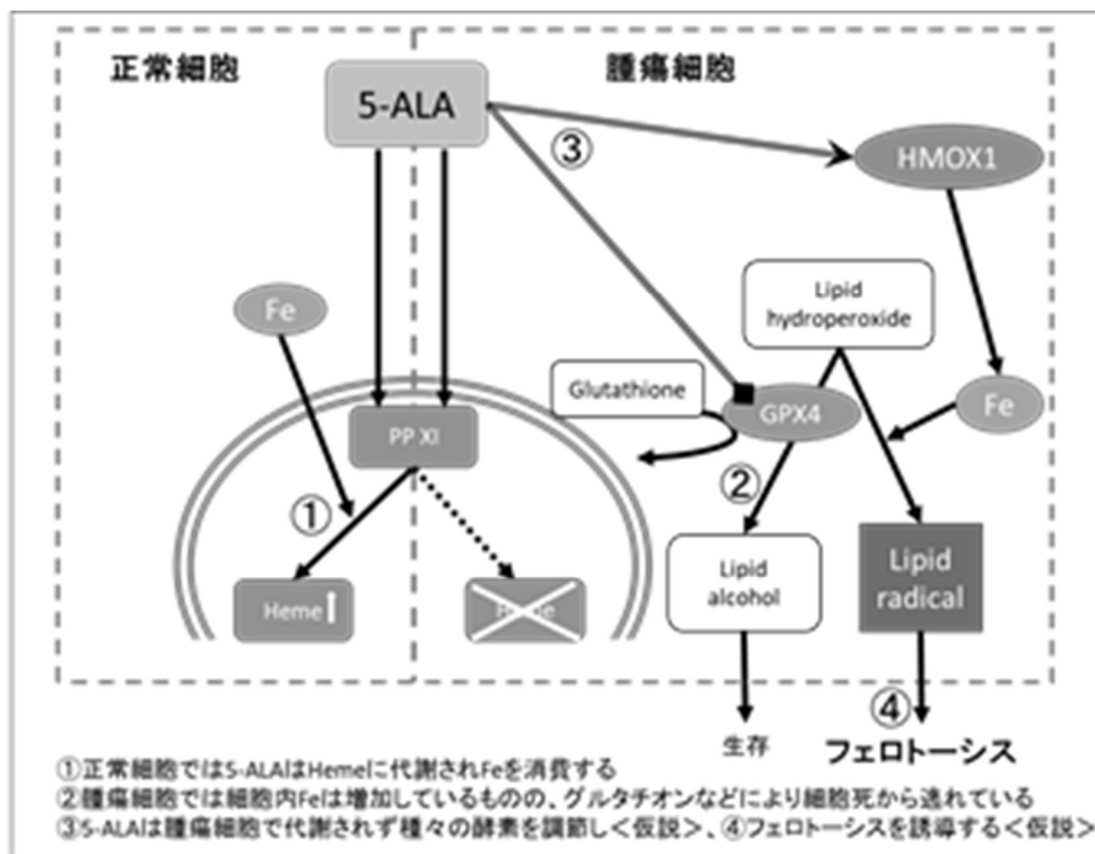 正常細胞
腫瘍細胞
5-ALA
③
HMOX1
Fe
Lipid
hydroperoxide
Glutathione
GPX4
Fe
PP XI
①
②
Heme
Lipid
alcohol
Lipid
radical
④
生存
フェロトーシス
①正常細胞では5-ALAはHemeに代謝されFeを消費する
②腫瘍細胞では細胞内Feは増加しているものの、グルタチオンなどにより細胞死から逃れている
③5-ALAは腫瘍細胞で代謝されず種々の酵素を調節し<仮説>、④フェロトーシスを誘導する<仮説>